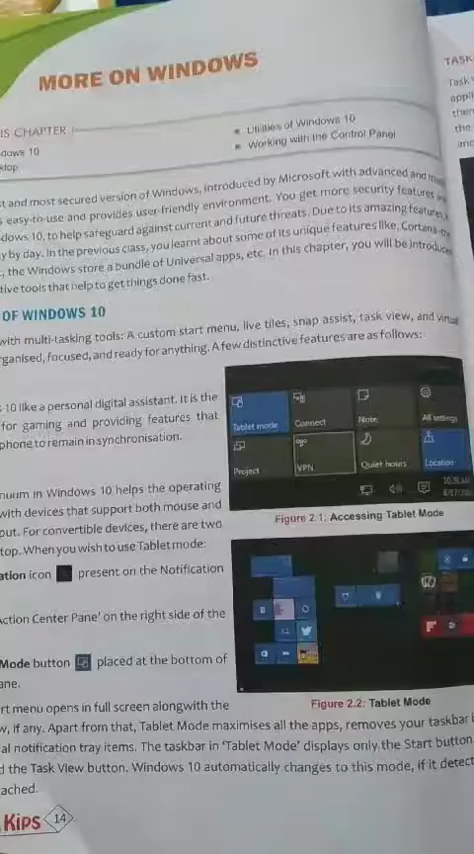 MORE ON WINDOWS
IS CHAPTER
dows 10
ktop
Utilities of Windows 10
Working with the Control Panel
t and most secured version of Windows, introduced by Microsoft with advanced and
easy-to-use and provides user-friendly environment. You get more security features
dows 10, to help safeguard against current and future threats. Due to its amazing features,
y by day. In the previous class, you learnt about some of its unique features like, Cortana-the
, the Windows store a bundle of Universal apps, etc. In this chapter, you will be introduced
tive tools that help to get things done fast.
OF WINDOWS 10
with multi-tasking tools: A custom start menu, live tiles, snap assist, task view, and virtual
rganised, focused, and ready for anything. A few distinctive features are as follows:
10 like a personal digital assistant. It is the
for gaming and providing features that
phone to remain in synchronisation.
Tablet mode
Connect
Note
All settings
Project
VPN
Quiet hours
Location
Figure 2.1: Accessing Tablet Mode
nuum in Windows 10 helps the operating
with devices that support both mouse and
out. For convertible devices, there are two
top. When you wish to use Tablet mode:
ation icon present on the Notification
Action Center Pane' on the right side of the
Mode button placed at the bottom of
ane.
Figure 2.2: Tablet Mode
rt menu opens in full screen alongwith the
w, if any. Apart from that, Tablet Mode maximises all the apps, removes your taskbar
al notification tray items. The taskbar in 'Tablet Mode' displays only the Start button
d the Task View button. Windows 10 automatically changes to this mode, if it detect
ached.
Kips 14
TASK
Task
appli
then
the